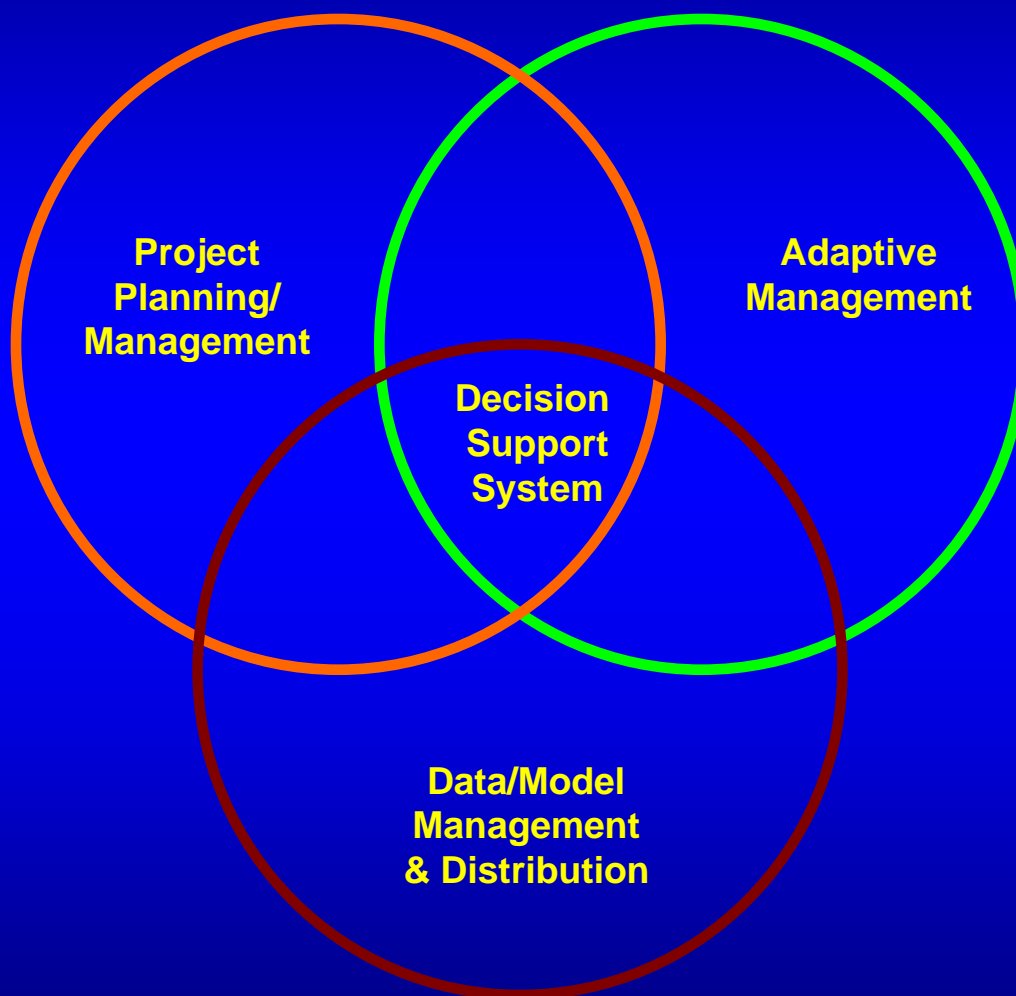 Project
Planning/
Management
Adaptive
Management
Decision
Support
System
Data/Model
Management
& Distribution